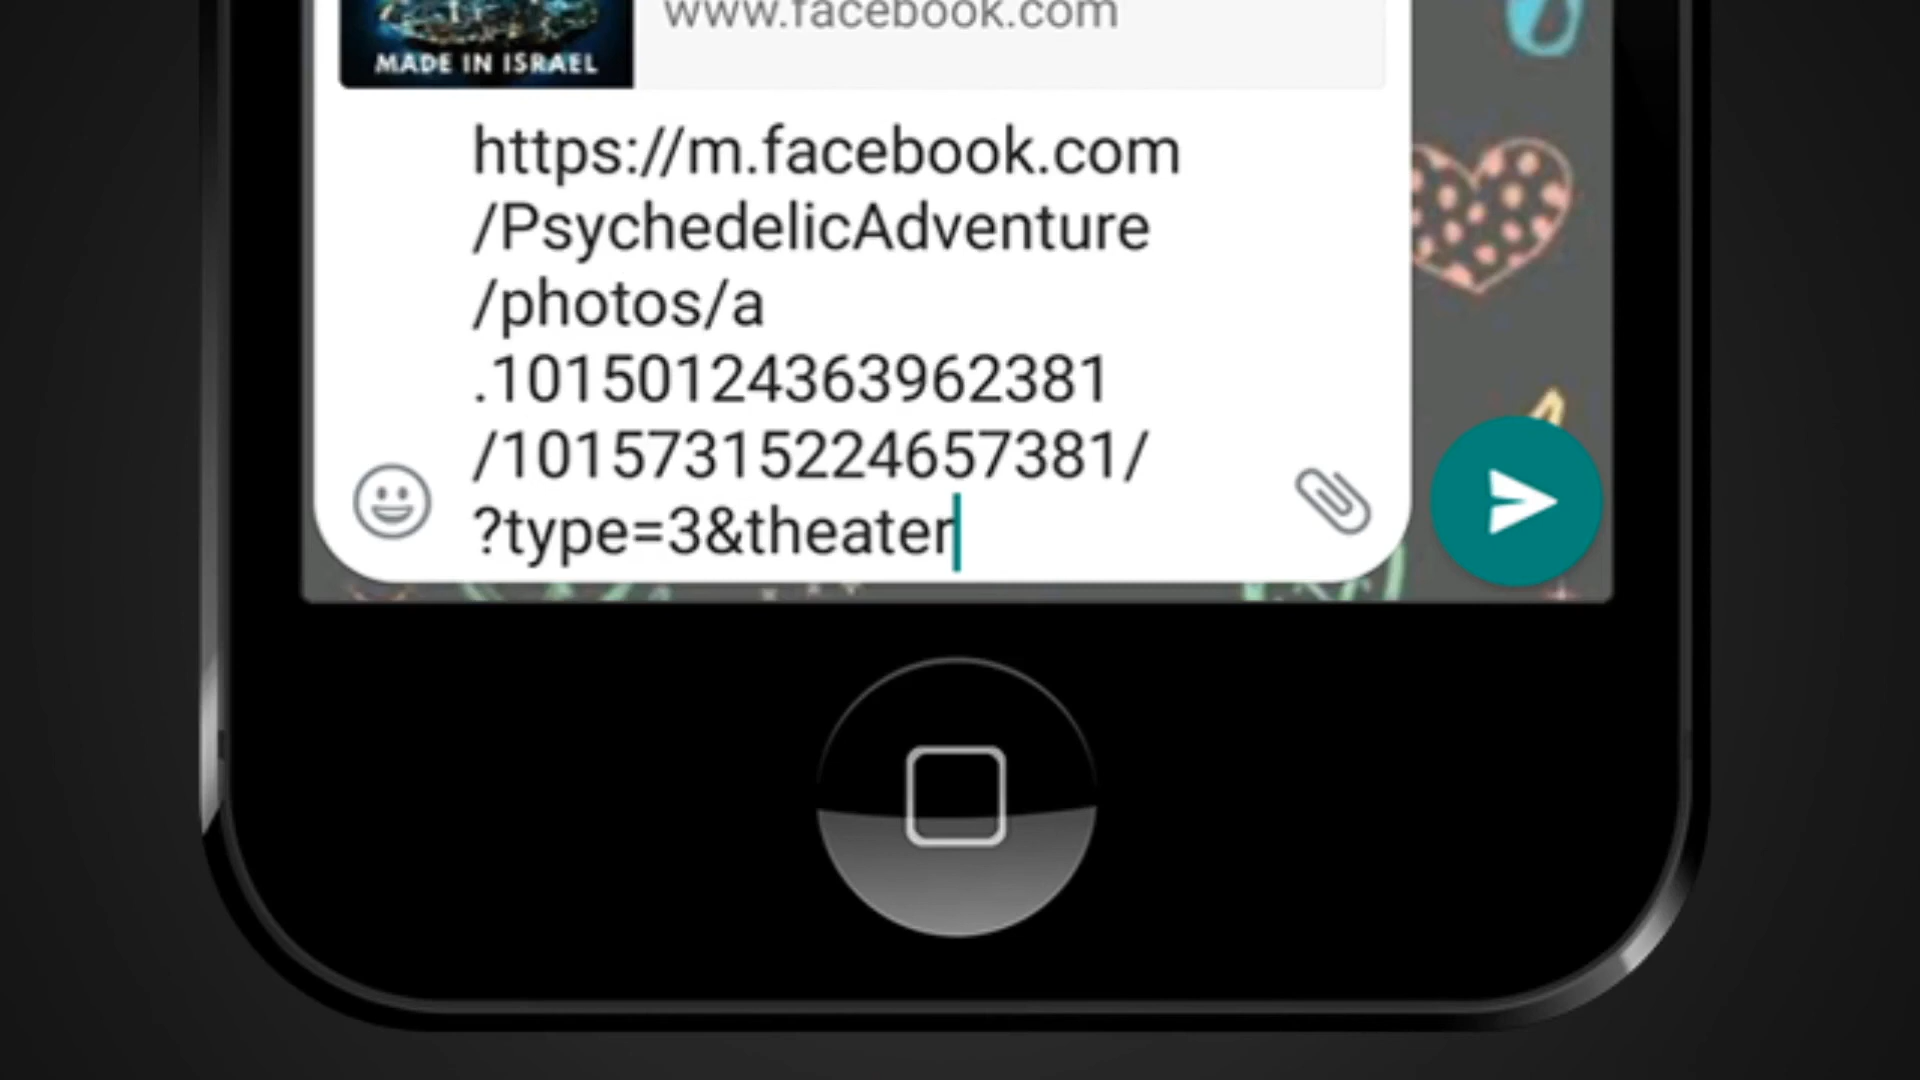 www.facebook.com
MADE IN ISRAEL
https://m.facebook.com
/PsychedelicAdventure
/photos/a
.10150124363962381
/10157315224657381/
?type=3&theater